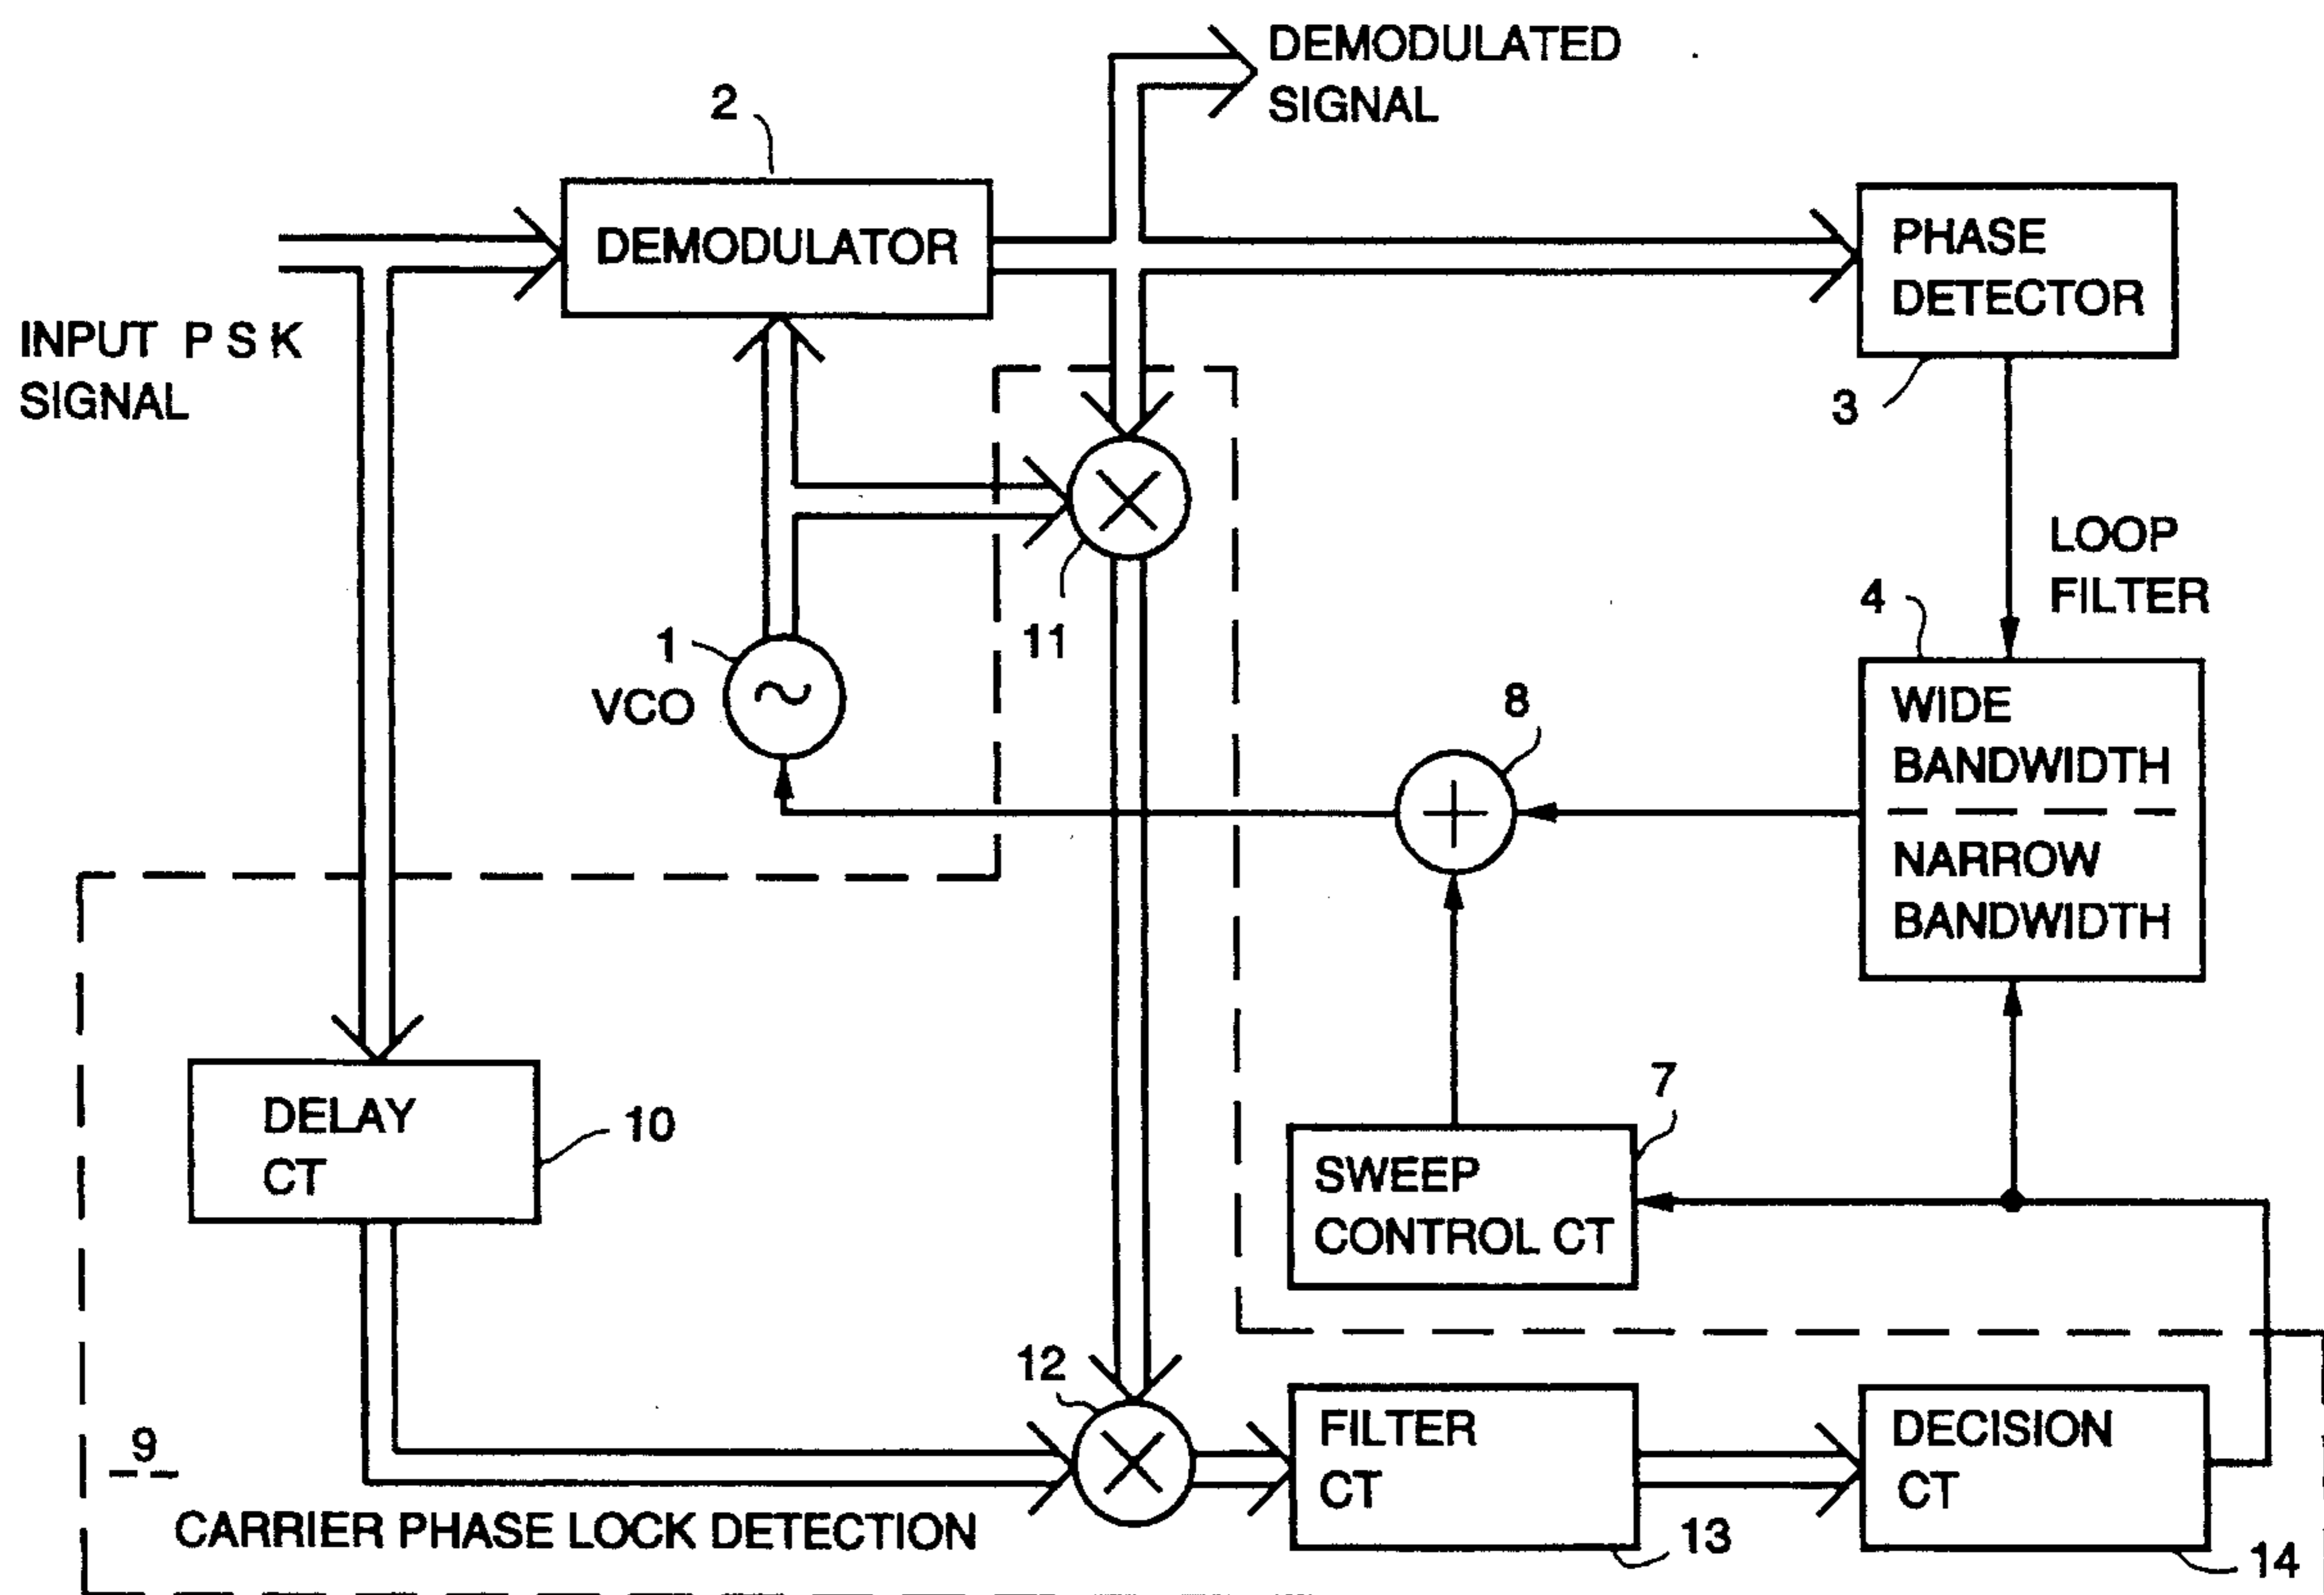 DEMODULATED
SIGNAL
2
DEMODULATOR
PHASE
DETECTOR
3
INPUT P S K
SIGNAL
LOOP
FILTER
4
11
1
VCO
8
WIDE
BANDWIDTH
NARROW
BANDWIDTH
DELAY
CT
10
7
SWEEP
CONTROL CT
12
FILTER
CT
13
DECISION
CT
14
9
CARRIER PHASE LOCK DETECTION